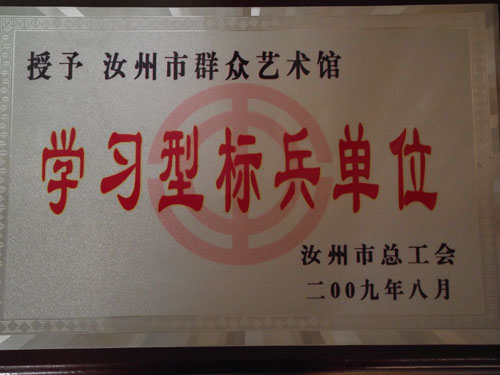 授予 汝州市群众艺术馆
学习型标兵单位
汝州市总工会
二00九年八月